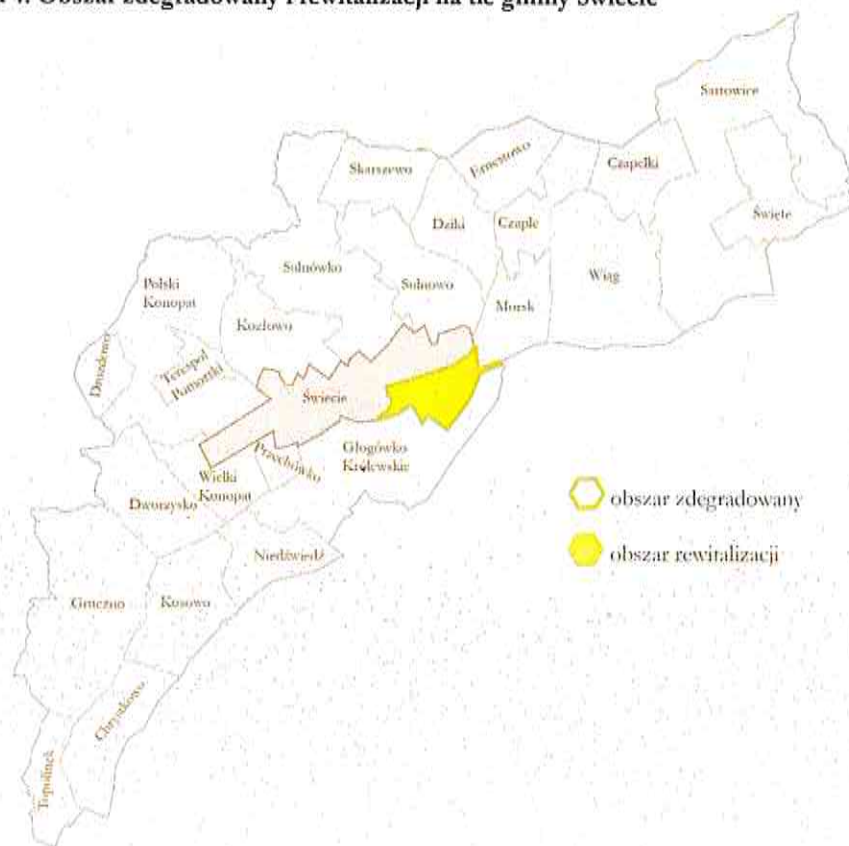 Obszar zdegradowany i rewitalizacji na tle gminy Świecie
Sartowice
Skarszewo
Ernestowo
Czapelki
Święte
Dziki
Czaple
Wiąg
Sulnówko
Sulnowo
Morsk
Polski
Konopat
Kozłowo
Drozdowo
Terespol
Pomorski
Świecie
Przechówko
Głogówko
Królewskie
Wielki
Konopat
Dworzysko
obszar zdegradowany
obszar rewitalizacji
Niedźwiedź
Gruczno
Kosowo
Chrystkowo
Topolinek